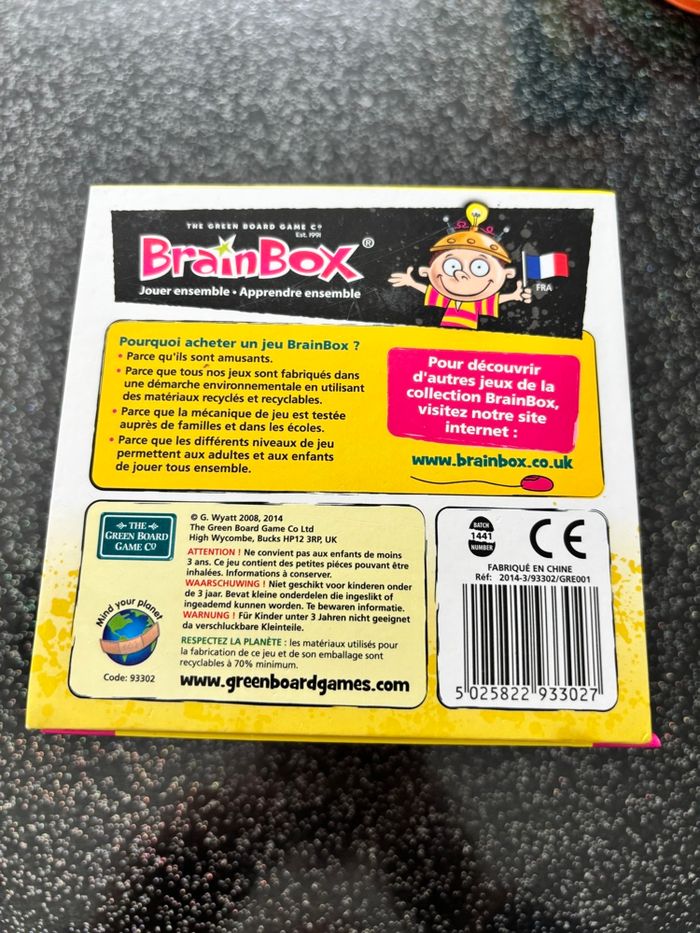 THE GREEN BOARD GAME Cº
Est. 1991
BrainBox®
Jouer ensemble • Apprendre ensemble
FRA
Pourquoi acheter un jeu BrainBox ?
• Parce qu'ils sont amusants.
• Parce que tous nos jeux sont fabriqués dans
une démarche environnementale en utilisant
des matériaux recyclés et recyclables.
• Parce que la mécanique de jeu est testée
auprès de familles et dans les écoles.
• Parce que les différents niveaux de jeu
permettent aux adultes et aux enfants
de jouer tous ensemble.
Pour découvrir
d'autres jeux de la
collection BrainBox,
visitez notre site
internet :
www.brainbox.co.uk
THE
GREEN BOARD
GAME Cº
Mind your planet
Code: 93302
© G. Wyatt 2008, 2014
The Green Board Game Co Ltd
High Wycombe, Bucks HP12 3RP, UK
ATTENTION ! Ne convient pas aux enfants de moins
3 ans. Ce jeu contient des petites piéces pouvant être
inhalées. Informations à conserver.
WAARSCHUWING ! Niet geschikt voor kinderen onder
de 3 jaar. Bevat kleine onderdelen die ingeslikt of
ingeademd kunnen worden. Te bewaren informatie.
WARNUNG ! Für Kinder unter 3 Jahren nicht geeignet
da verschluckbare Kleinteile.
RESPECTEZ LA PLANÈTE : les matériaux utilisés pour
la fabrication de ce jeu et de son emballage sont
recyclables à 70% minimum.
www.greenboardgames.com
BATCH
1441
NUMBER
CE
FABRIQUÉ EN CHINE
Réf: 2014-3/93302/GRE001
5 025822 933027